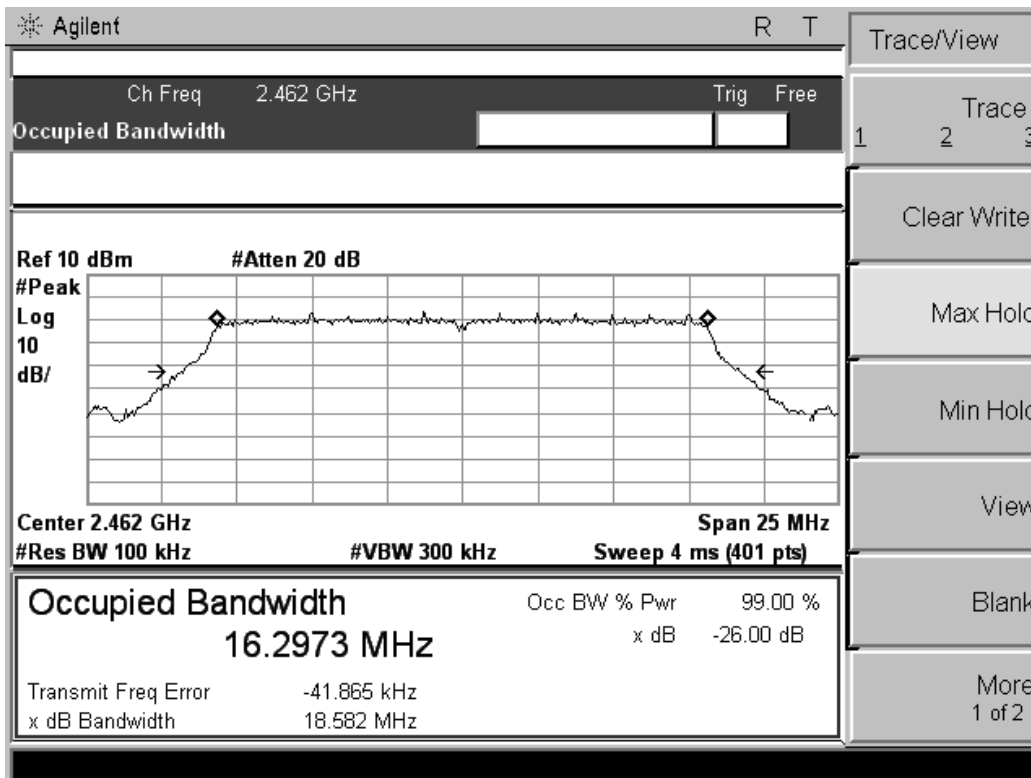 Agilent R T
Ch Freq 2.462 GHz Trig Free
Occupied Bandwidth
Ref 10 dBm #Atten 20 dB
#Peak
Log
10
dB/
Center 2.462 GHz Span 25 MHz
#Res BW 100 kHz #VBW 300 kHz Sweep 4 ms (401 pts)
Occupied Bandwidth
16.2973 MHz
Occ BW % Pwr 99.00 %
x dB -26.00 dB
Transmit Freq Error -41.865 kHz
x dB Bandwidth 18.582 MHz
Trace/View
Trace
1 2 3
Clear Write
Max Hold
Min Hold
View
Blank
More
1 of 2